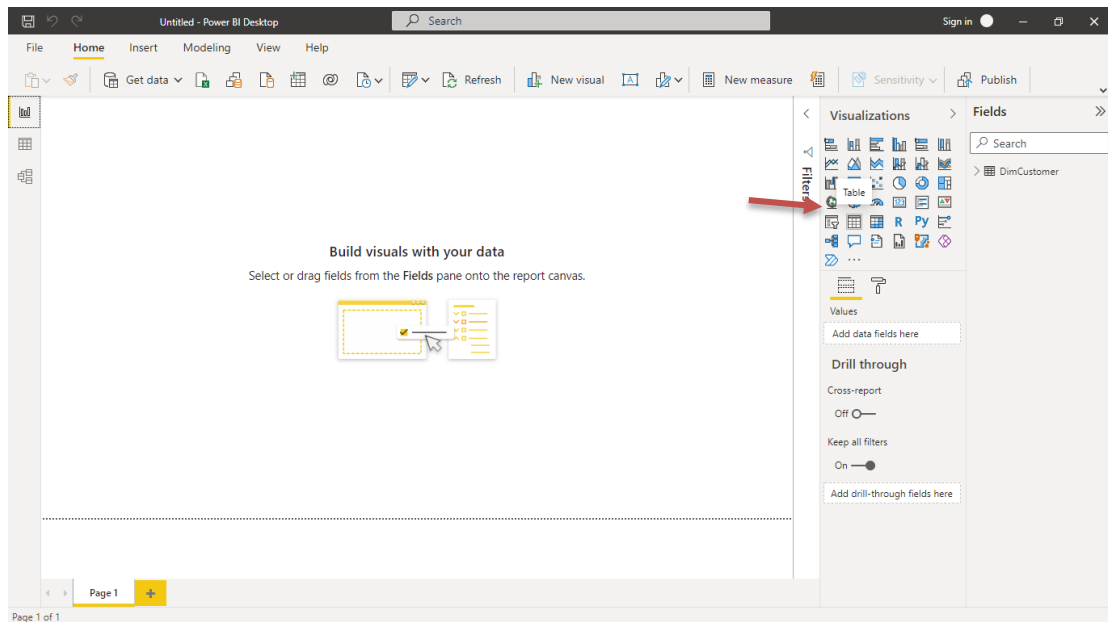 Untitled - Power BI Desktop
Search
Sign in
File Home Insert Modeling View Help
Get data
Refresh
New visual
New measure
Sensitivity
Publish
Filters
Visualizations
Table
123
R Py
Values
Add data fields here
Drill through
Cross-report
Off
Keep all filters
On
Add drill-through fields here
Fields
Search
DimCustomer
Build visuals with your data
Select or drag fields from the Fields pane onto the report canvas.
Page 1
+
Page 1 of 1